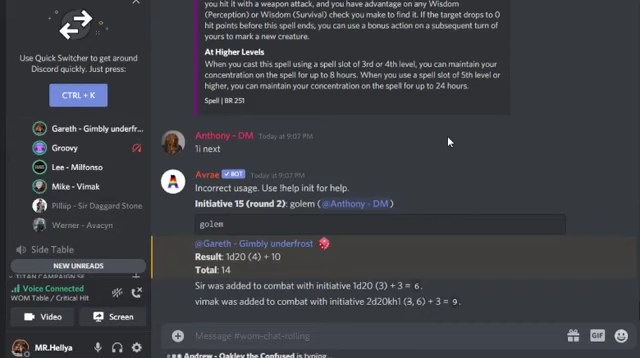 you hit it with a weapon attack, and you have advantage on any Wisdom
(Perception) or Wisdom (Survival) check you make to find it. If the target drops to 0
hit points before this spell ends, you can use a bonus action on a subsequent turn of
yours to mark a new creature.
At Higher Levels
When you cast this spell using a spell slot of 3rd or 4th level, you can maintain your
concentration on the spell for up to 8 hours. When you use a spell slot of 5th level or
higher, you can maintain your concentration on the spell for up to 24 hours.
Spell | BR 251
Use Quick Switcher to get around
Discord quickly. Just press:
CTRL + K
Gareth - Gimbly underfr...
Groovy
Lee - Milfonso
Mike - Vimak
Pilliip - Sir Daggard Stone
Werner - Avacyn
Side Table
NEW UNREADS
TITAN CAMPAIGN
Voice Connected
WOM Table / Critical Hit
Video
Screen
MR.Hellya
Anthony - DM Today at 9:07 PM
!i next
Avrae BOT Today at 9:07 PM
Incorrect usage. Use !help init for help.
Initiative 15 (round 2): golem (@Anthony - DM)
golem
@Gareth - Gimbly underfrost
Result: 1d20 (4) + 10
Total: 14
Sir was added to combat with initiative 1d20 (3) + 3 = 6.
vimak was added to combat with initiative 2d20kh1 (3, 6) + 3 = 9.
Message #wom-chat-rolling
GIF
Andrew - Oakley the Confused is typing...